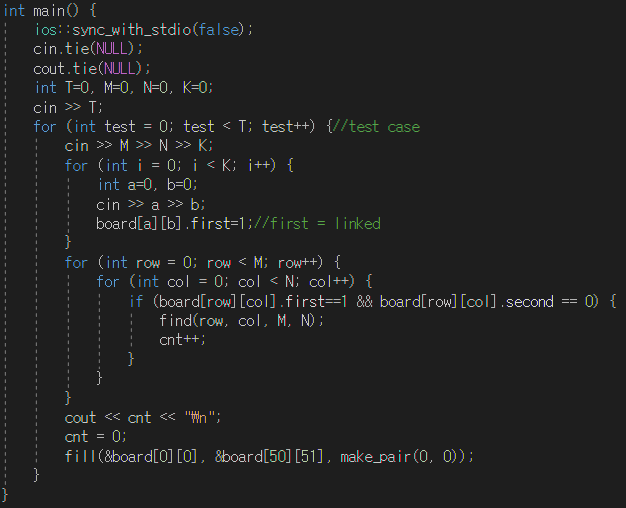 int main() {
    ios::sync_with_stdio(false);
    cin.tie(NULL);
    cout.tie(NULL);
    int T=0, M=0, N=0, K=0;
    cin >> T;
    for (int test = 0; test < T; test++) {//test case
        cin >> M >> N >> K;
        for (int i = 0; i < K; i++) {
            int a=0, b=0;
            cin >> a >> b;
            board[a][b].first=1;//first = linked
        }
        for (int row = 0; row < M; row++) {
            for (int col = 0; col < N; col++) {
                if (board[row][col].first==1 && board[row][col].second == 0) {
                    find(row, col, M, N);
                    cnt++;
                }
            }
        }
        cout << cnt << "₩n";
        cnt = 0;
        fill(&board[0][0], &board[50][51], make_pair(0, 0));
    }
}